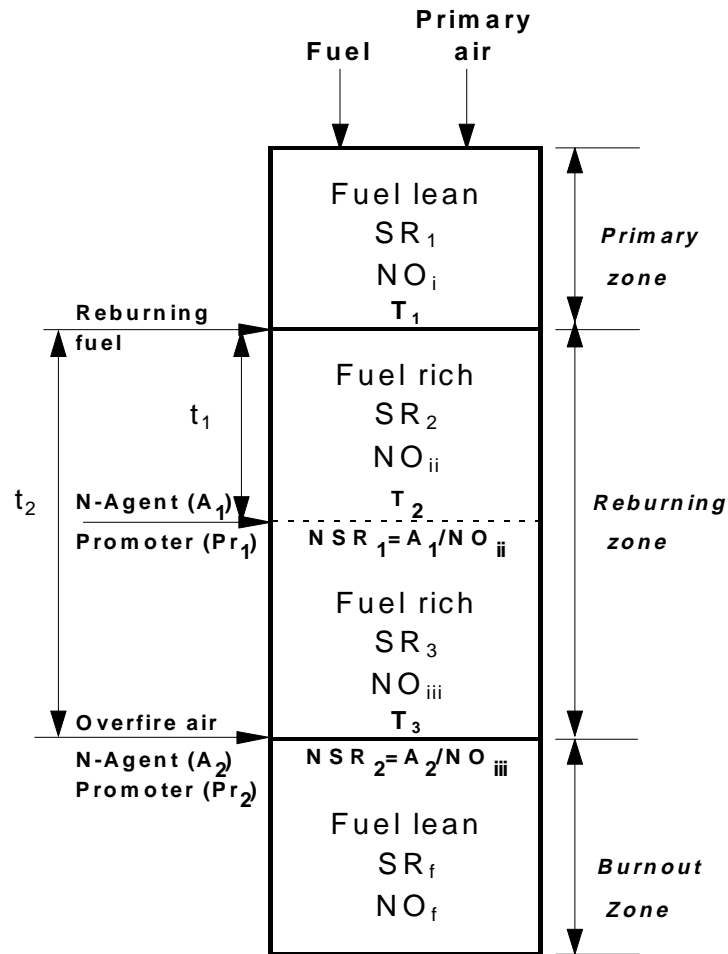 Fuel
Primary
air
Fuel lean
SR₁
NOᵢ
T₁
Primary
zone
Reburning
fuel
t₁
t₂
Fuel rich
SR₂
NOᵢᵢ
T₂
N-Agent (A₁)
Promoter (Pr₁)
NSR₁=A₁/NOᵢᵢ
Reburning
zone
Fuel rich
SR₃
NOᵢᵢᵢ
T₃
Overfire air
N-Agent (A₂)
Promoter (Pr₂)
NSR₂=A₂/NOᵢᵢᵢ
Fuel lean
SR_f
NO_f
Burnout
Zone